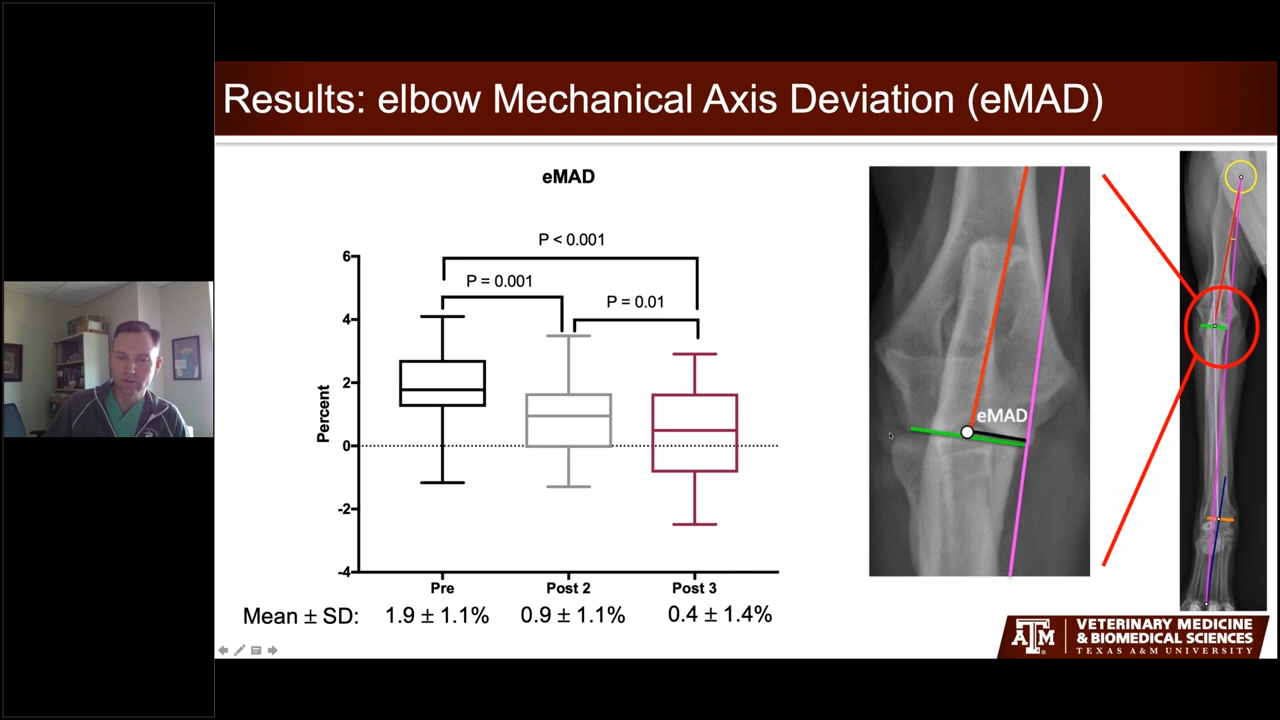 Results: elbow Mechanical Axis Deviation (eMAD)
eMAD
P < 0.001
P = 0.001
P = 0.01
6
4
2
0
-2
-4
Percent
Pre
Post 2
Post 3
Mean ± SD:
1.9 ± 1.1%
0.9 ± 1.1%
0.4 ± 1.4%
eMAD
ATM
VETERINARY MEDICINE
& BIOMEDICAL SCIENCES
TEXAS A&M UNIVERSITY